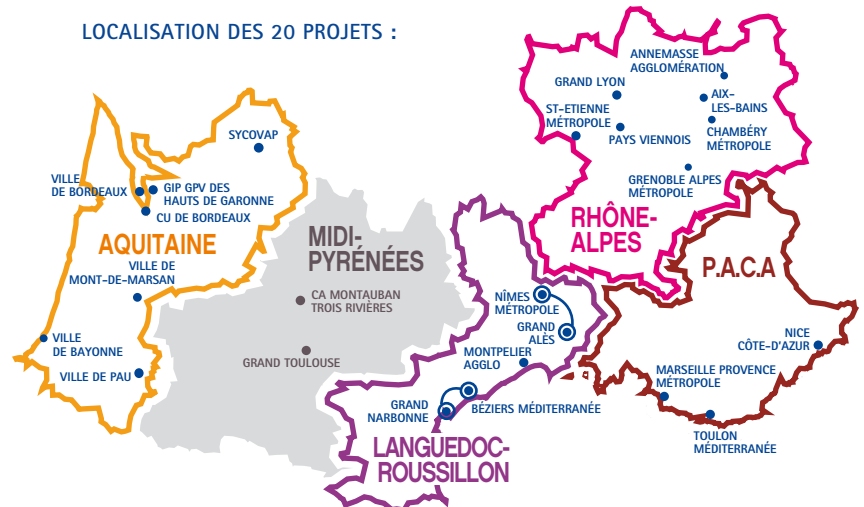 LOCALISATION DES 20 PROJETS :
SYCOVAP
VILLE
DE BORDEAUX
GIP GPV DES
HAUTS DE GARONNE
CU DE BORDEAUX
AQUITAINE
VILLE DE
MONT-DE-MARSAN
VILLE
DE BAYONNE
VILLE DE PAU
MIDI-
PYRÉNÉES
CA MONTAUBAN
TROIS RIVIÈRES
GRAND TOULOUSE
ANNEMASSE
AGGLOMÉRATION
GRAND LYON
AIX-
LES-BAINS
ST-ETIENNE
MÉTROPOLE
PAYS VIENNOIS
CHAMBÉRY
MÉTROPOLE
GRENOBLE ALPES
MÉTROPOLE
RHÔNE-
ALPES
P.A.C.A
NÎMES
MÉTROPOLE
GRAND
ALÈS
MONTPELIER
AGGLO
GRAND
NARBONNE
BÉZIERS MÉDITERRANÉE
LANGUEDOC-
ROUSSILLON
NICE
CÔTE-D'AZUR
MARSEILLE PROVENCE
MÉTROPOLE
TOULON
MÉDITERRANÉE